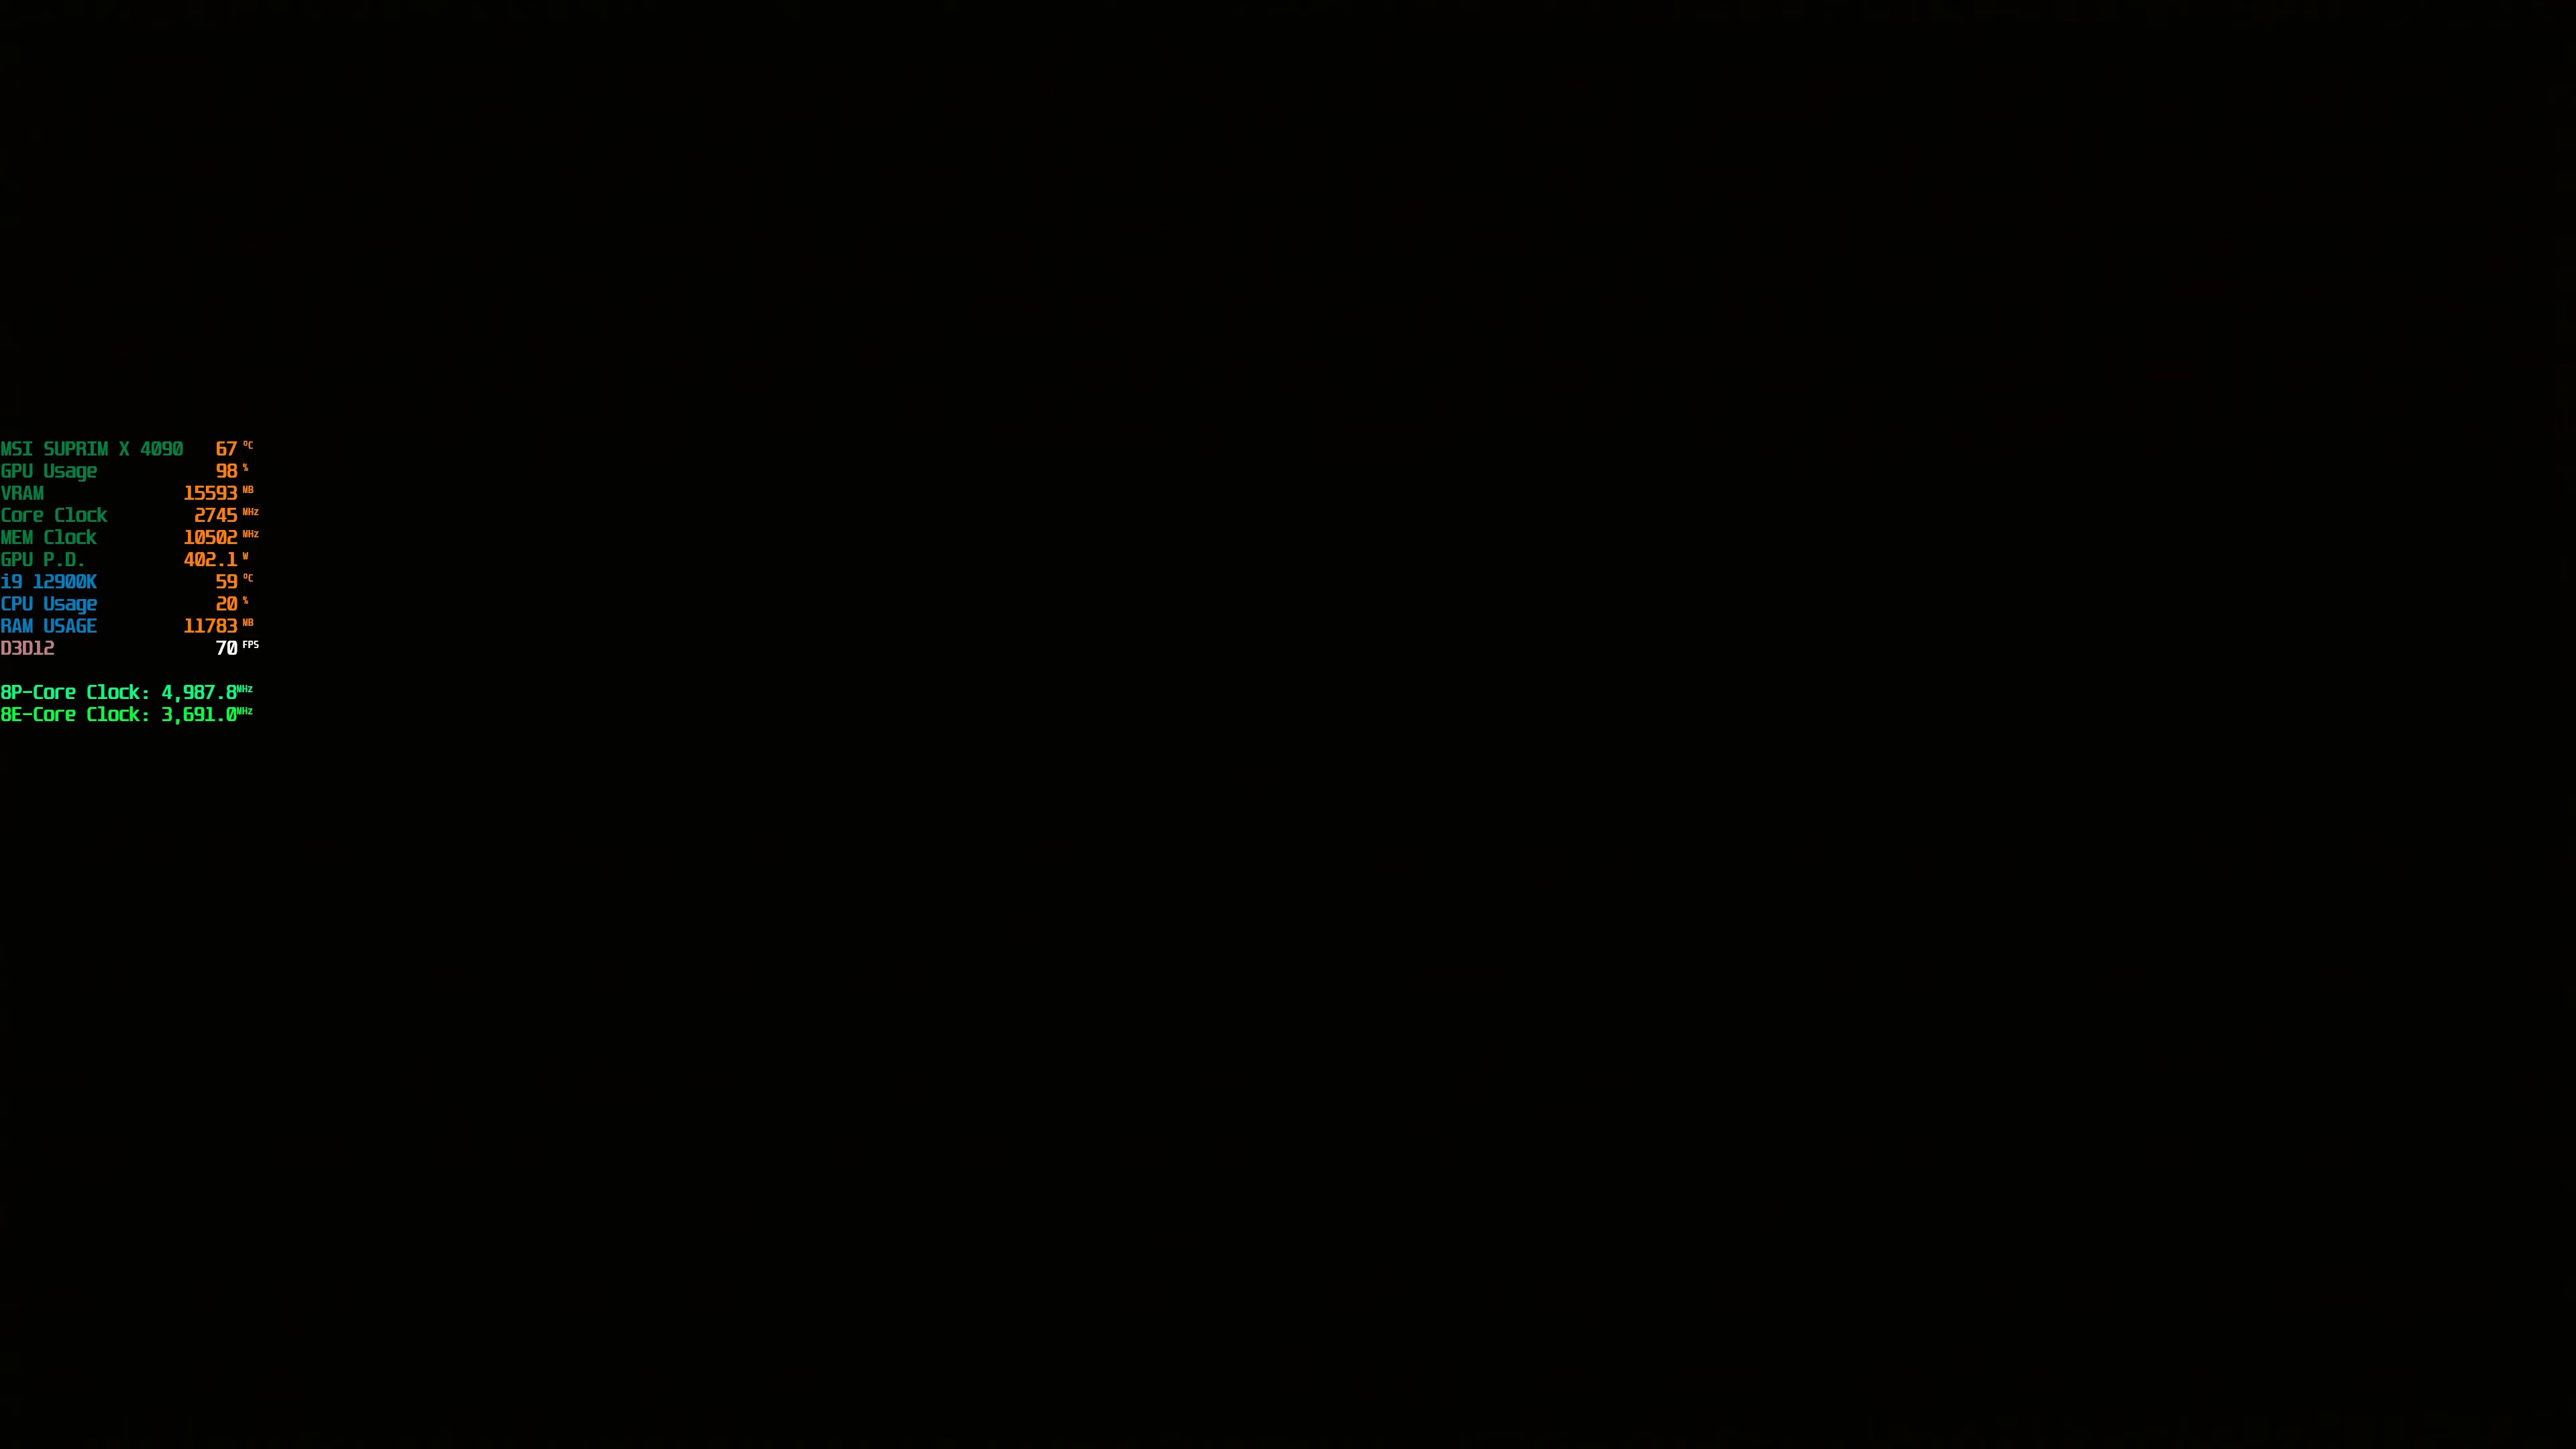 MSI SUPRIM X 4090 67 °C
GPU Usage 98 %
VRAM 15593 MB
Core Clock 2745 MHz
MEM Clock 10502 MHz
GPU P.D. 402.1 W
i9 12900K 59 °C
CPU Usage 20 %
RAM USAGE 11783 MB
D3D12 70 FPS
8P-Core Clock: 4,987.8MHz
8E-Core Clock: 3,691.0MHz